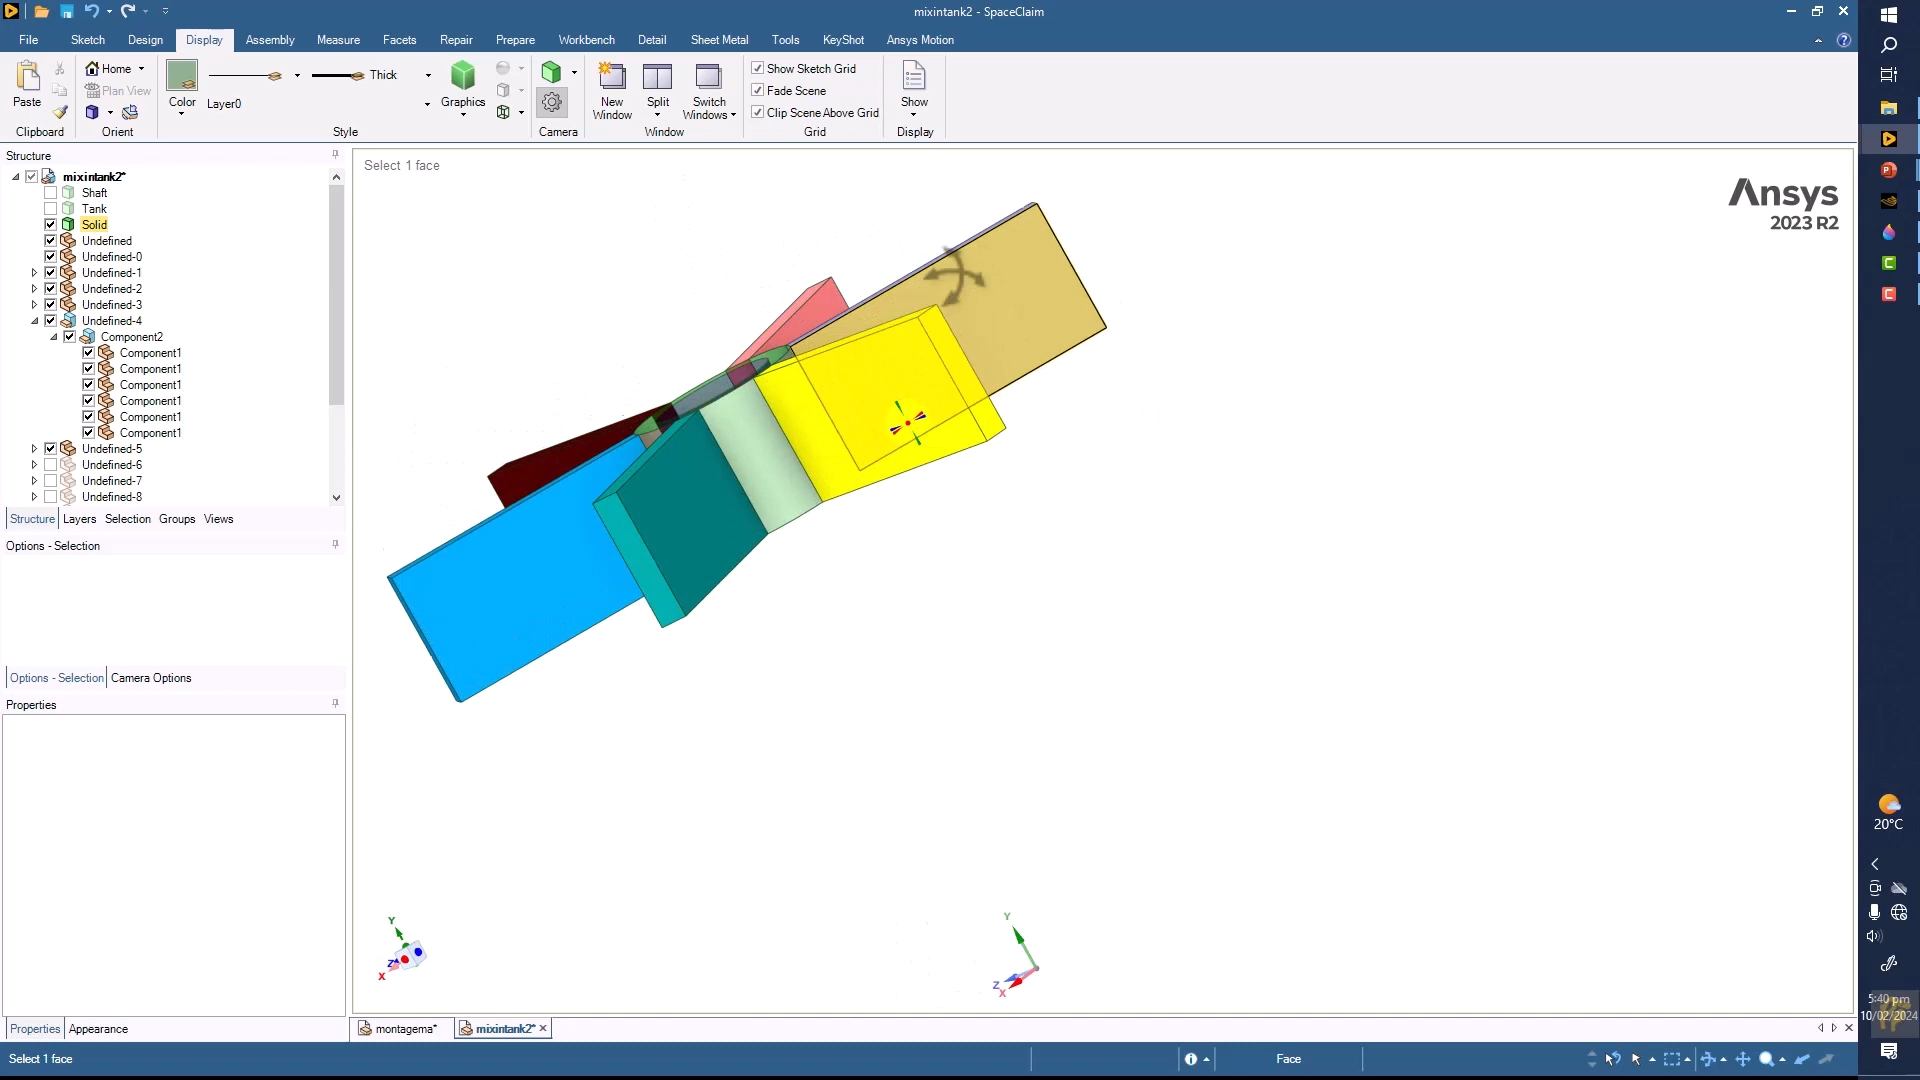 mixintank2 - SpaceClaim
File Sketch Design Display Assembly Measure Facets Repair Prepare Workbench Detail Sheet Metal Tools KeyShot Ansys Motion
Paste
Home
Plan View
Color
Thick
Layer0
Graphics
New Window
Split
Switch Windows
Show Sketch Grid
Fade Scene
Clip Scene Above Grid
Show
Clipboard Orient Style Camera Window Grid Display
Structure
mixintank2*
Shaft
Tank
Solid
Undefined
Undefined-0
Undefined-1
Undefined-2
Undefined-3
Undefined-4
Component2
Component1
Component1
Component1
Component1
Component1
Component1
Undefined-5
Undefined-6
Undefined-7
Undefined-8
Structure Layers Selection Groups Views
Options - Selection
Options - Selection Camera Options
Properties
Properties Appearance
Select 1 face
Ansys
2023 R2
Y
Z
X
Y
Z
X
montagema* mixintank2*
Select 1 face
Face
20°C
5:40 pm
10/02/2024